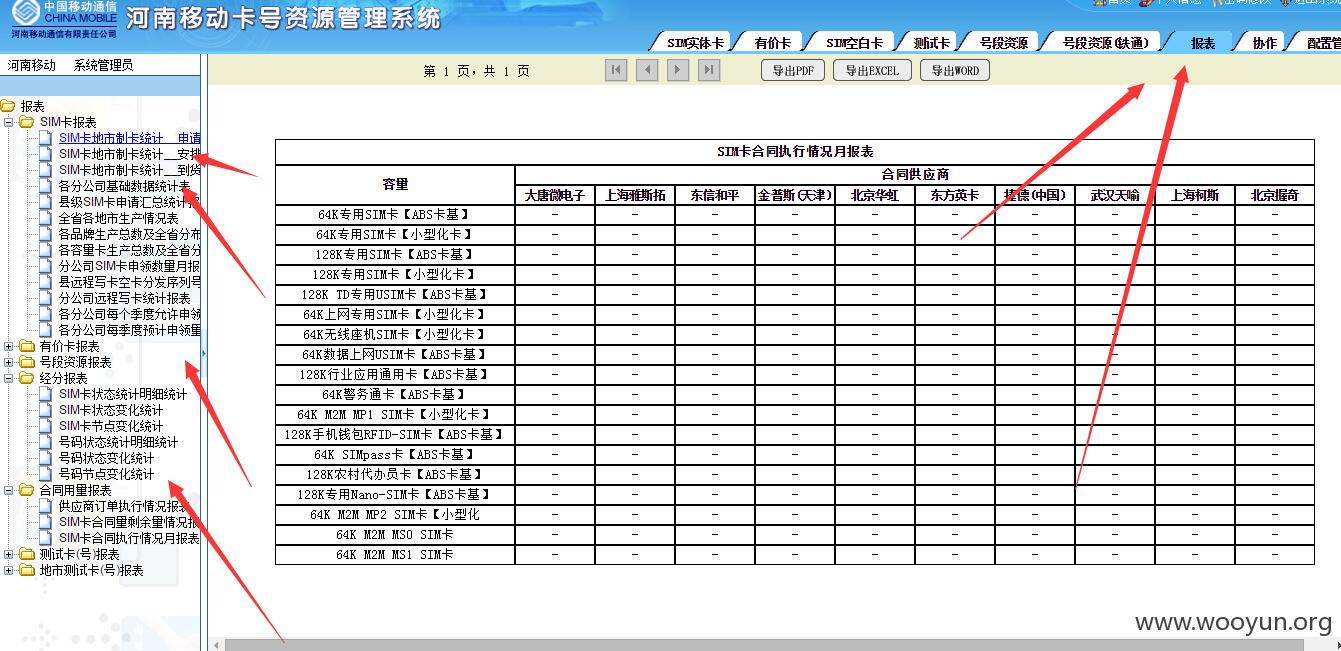 中国移动通信
CHINA MOBILE
河南移动通信有限责任公司
河南移动卡号资源管理系统
首页 个人信息 密码修改
SIM实体卡 有价卡 SIM空白卡 测试卡 号段资源 号段资源(铁通) 报表 协作 配置管
河南移动 系统管理员
第 1 页,共 1 页
导出PDF 导出EXCEL 导出WORD
报表
SIM卡报表
SIM卡地市制卡统计__申请
SIM卡地市制卡统计__安排
SIM卡地市制卡统计__到货
各分公司基础数据统计表
县级SIM卡申请汇总统计
全省各地市生产情况表
各品牌生产总数及全省分布
各容量卡生产总数及全省分
分公司SIM卡申领数量月报
县远程写卡空卡分发序列号
分公司远程写卡统计报表
各分公司每个季度允许申领
各分公司每季度预计申领量
有价卡报表
号段资源报表
经分报表
SIM卡状态统计明细统计
SIM卡状态变化统计
SIM卡节点变化统计
号码状态统计明细统计
号码状态变化统计
号码节点变化统计
合同用量报表
供应商订单执行情况报表
SIM卡合同量剩余量情况报
SIM卡合同执行情况月报表
测试卡(号)报表
地市测试卡(号)报表
SIM卡合同执行情况月报表
容量 合同供应商
大唐微电子 上海雅斯拓 东信和平 金普斯(天津) 北京华虹 东方英卡 捷德(中国) 武汉天喻 上海柯斯 北京握奇
64K专用SIM卡【ABS卡基】 – – – – – – – – – –
64K专用SIM卡【小型化卡】 – – – – – – – – – –
128K专用SIM卡【ABS卡基】 – – – – – – – – – –
128K专用SIM卡【小型化卡】 – – – – – – – – – –
128K TD专用USIM卡【ABS卡基】 – – – – – – – – – –
64K上网专用SIM卡【小型化卡】 – – – – – – – – – –
64K无线座机SIM卡【小型化卡】 – – – – – – – – – –
64K数据上网USIM卡【ABS卡基】 – – – – – – – – – –
128K行业应用通用卡【ABS卡基】 – – – – – – – – – –
64K警务通卡【ABS卡基】 – – – – – – – – – –
64K M2M MP1 SIM卡【小型化卡】 – – – – – – – – – –
128K手机钱包RFID-SIM卡【ABS卡基】 – – – – – – – – – –
64K SIMpass卡【ABS卡基】 – – – – – – – – – –
128K农村代办员卡【ABS卡基】 – – – – – – – – – –
128K专用Nano-SIM卡【ABS卡基】 – – – – – – – – – –
64K M2M MP2 SIM卡【小型化 – – – – – – – – – –
64K M2M MS0 SIM卡 – – – – – – – – – –
64K M2M MS1 SIM卡 – – – – – – – – – –
www.wooyun.org